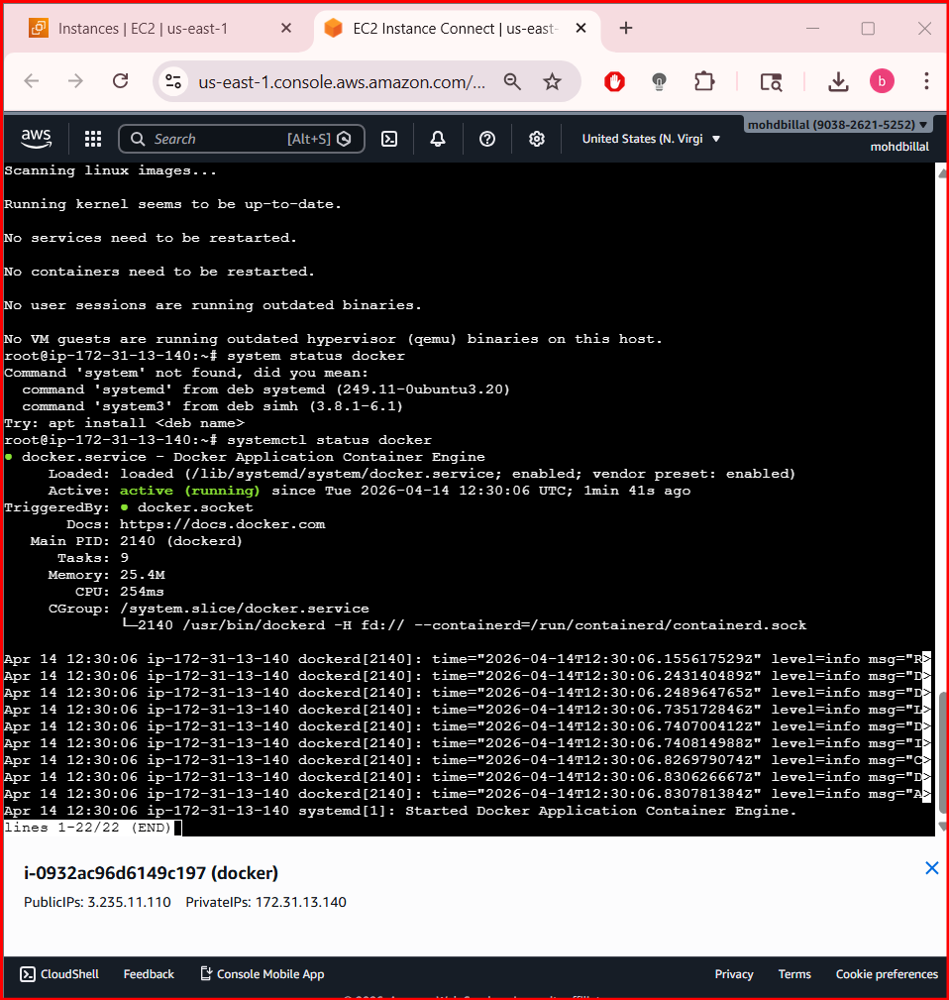 Instances | EC2 | us-east-1
EC2 Instance Connect | us-east-
us-east-1.console.aws.amazon.com/...
b
aws
Search
[Alt+S]
United States (N. Virgi
mohdbillal (9038-2621-5252)
mohdbillal
Scanning linux images...
Running kernel seems to be up-to-date.
No services need to be restarted.
No containers need to be restarted.
No user sessions are running outdated binaries.
No VM guests are running outdated hypervisor (qemu) binaries on this host.
root@ip-172-31-13-140:~# system status docker
Command 'system' not found, did you mean:
  command 'systemd' from deb systemd (249.11-0ubuntu3.20)
  command 'system3' from deb simh (3.8.1-6.1)
Try: apt install <deb name>
root@ip-172-31-13-140:~# systemctl status docker
● docker.service - Docker Application Container Engine
     Loaded: loaded (/lib/systemd/system/docker.service; enabled; vendor preset: enabled)
     Active: active (running) since Tue 2026-04-14 12:30:06 UTC; 1min 41s ago
TriggeredBy: ● docker.socket
       Docs: https://docs.docker.com
   Main PID: 2140 (dockerd)
      Tasks: 9
     Memory: 25.4M
        CPU: 254ms
     CGroup: /system.slice/docker.service
             └─2140 /usr/bin/dockerd -H fd:// --containerd=/run/containerd/containerd.sock
Apr 14 12:30:06 ip-172-31-13-140 dockerd[2140]: time="2026-04-14T12:30:06.155617529Z" level=info msg="R>
Apr 14 12:30:06 ip-172-31-13-140 dockerd[2140]: time="2026-04-14T12:30:06.243140489Z" level=info msg="D>
Apr 14 12:30:06 ip-172-31-13-140 dockerd[2140]: time="2026-04-14T12:30:06.248964765Z" level=info msg="D>
Apr 14 12:30:06 ip-172-31-13-140 dockerd[2140]: time="2026-04-14T12:30:06.735172846Z" level=info msg="L>
Apr 14 12:30:06 ip-172-31-13-140 dockerd[2140]: time="2026-04-14T12:30:06.740700412Z" level=info msg="D>
Apr 14 12:30:06 ip-172-31-13-140 dockerd[2140]: time="2026-04-14T12:30:06.740814988Z" level=info msg="I>
Apr 14 12:30:06 ip-172-31-13-140 dockerd[2140]: time="2026-04-14T12:30:06.826979074Z" level=info msg="C>
Apr 14 12:30:06 ip-172-31-13-140 dockerd[2140]: time="2026-04-14T12:30:06.830626667Z" level=info msg="D>
Apr 14 12:30:06 ip-172-31-13-140 dockerd[2140]: time="2026-04-14T12:30:06.830781384Z" level=info msg="A>
Apr 14 12:30:06 ip-172-31-13-140 systemd[1]: Started Docker Application Container Engine.
lines 1-22/22 (END)
i-0932ac96d6149c197 (docker)
PublicIPs: 3.235.11.110 PrivateIPs: 172.31.13.140
CloudShell
Feedback
Console Mobile App
Privacy
Terms
Cookie preferences